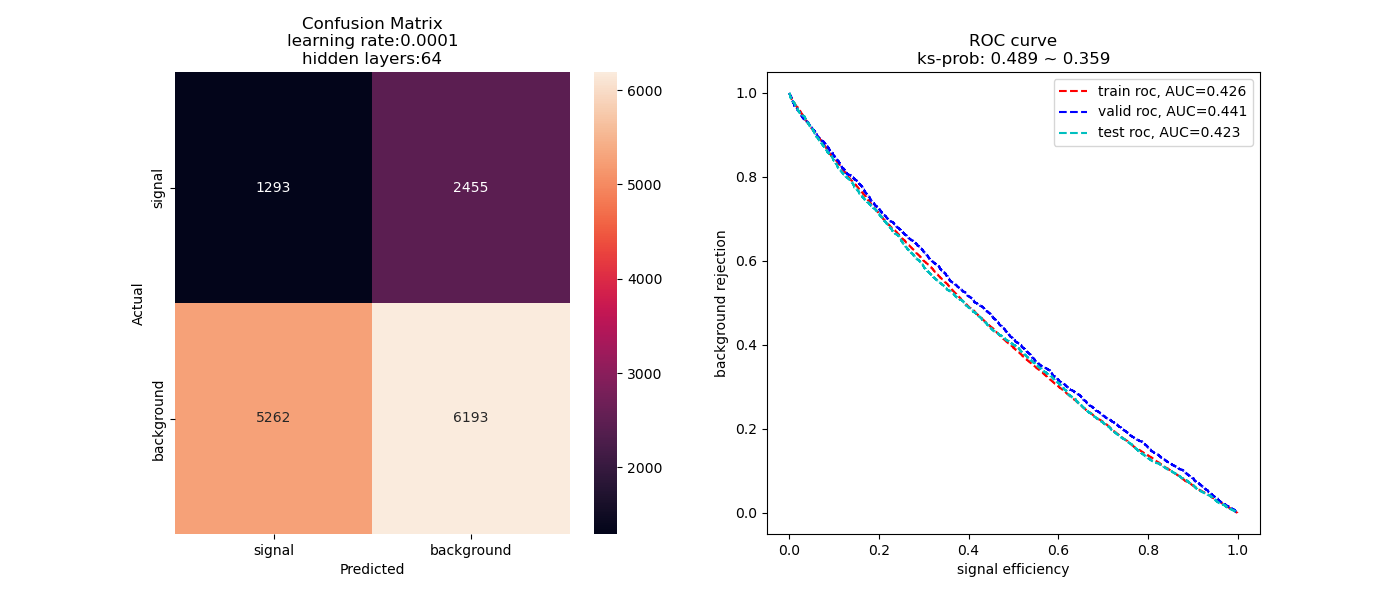 Confusion Matrix
learning rate:0.0001
hidden layers:64
signal
background
Actual
1293
2455
5262
6193
signal
background
Predicted
6000
5000
4000
3000
2000
ROC curve
ks-prob: 0.489 ~ 0.359
train roc, AUC=0.426
valid roc, AUC=0.441
test roc, AUC=0.423
background rejection
1.0
0.8
0.6
0.4
0.2
0.0
0.0
0.2
0.4
0.6
0.8
1.0
signal efficiency